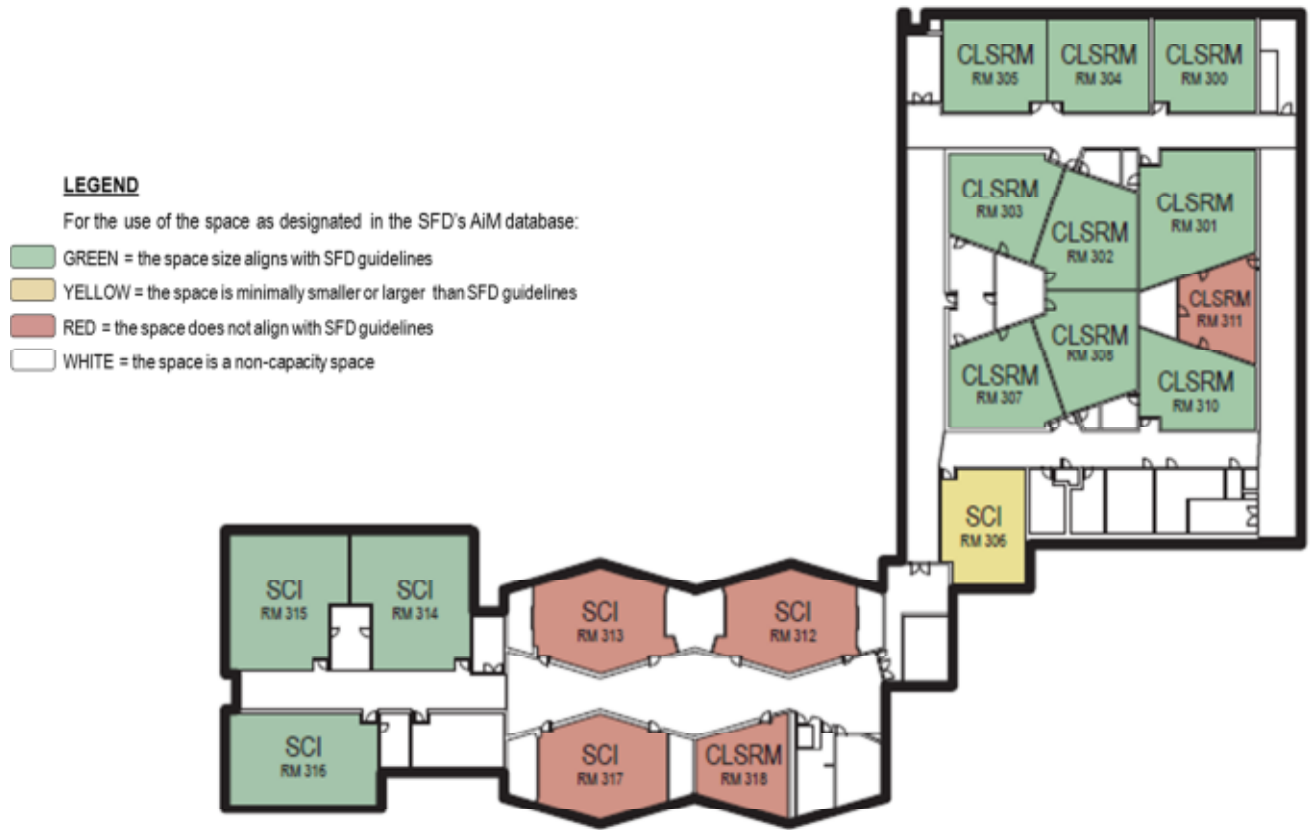 CLSRM
RM 305
CLSRM
RM 304
CLSRM
RM 300
LEGEND
For the use of the space as designated in the SFD's AiM database:
GREEN = the space size aligns with SFD guidelines
YELLOW = the space is minimally smaller or larger than SFD guidelines
RED = the space does not align with SFD guidelines
WHITE = the space is a non-capacity space
CLSRM
RM 303
CLSRM
RM 302
CLSRM
RM 301
CLSRM
RM 311
CLSRM
RM 308
CLSRM
RM 307
CLSRM
RM 310
SCI
RM 306
SCI
RM 315
SCI
RM 314
SCI
RM 313
SCI
RM 312
SCI
RM 316
SCI
RM 317
CLSRM
RM 318